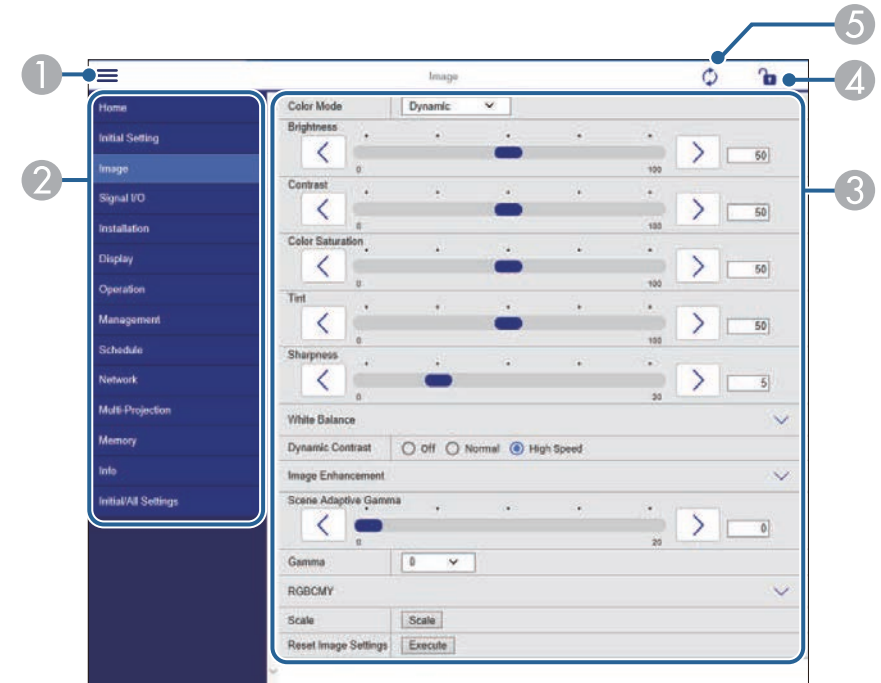 5
1
Image
4
Home
Initial Setting
Image
Signal I/O
Installation
Display
Operation
Management
Schedule
Network
Multi-Projection
Memory
Info
Initial/All Settings
2
3
Color Mode Dynamic
Brightness
0 100 50
Contrast
0 100 50
Color Saturation
0 100 50
Tint
0 100 50
Sharpness
0 20 5
White Balance
Dynamic Contrast Off Normal High Speed
Image Enhancement
Scene Adaptive Gamma
0 20 0
Gamma 0
RGBCMY
Scale Scale
Reset Image Settings Execute